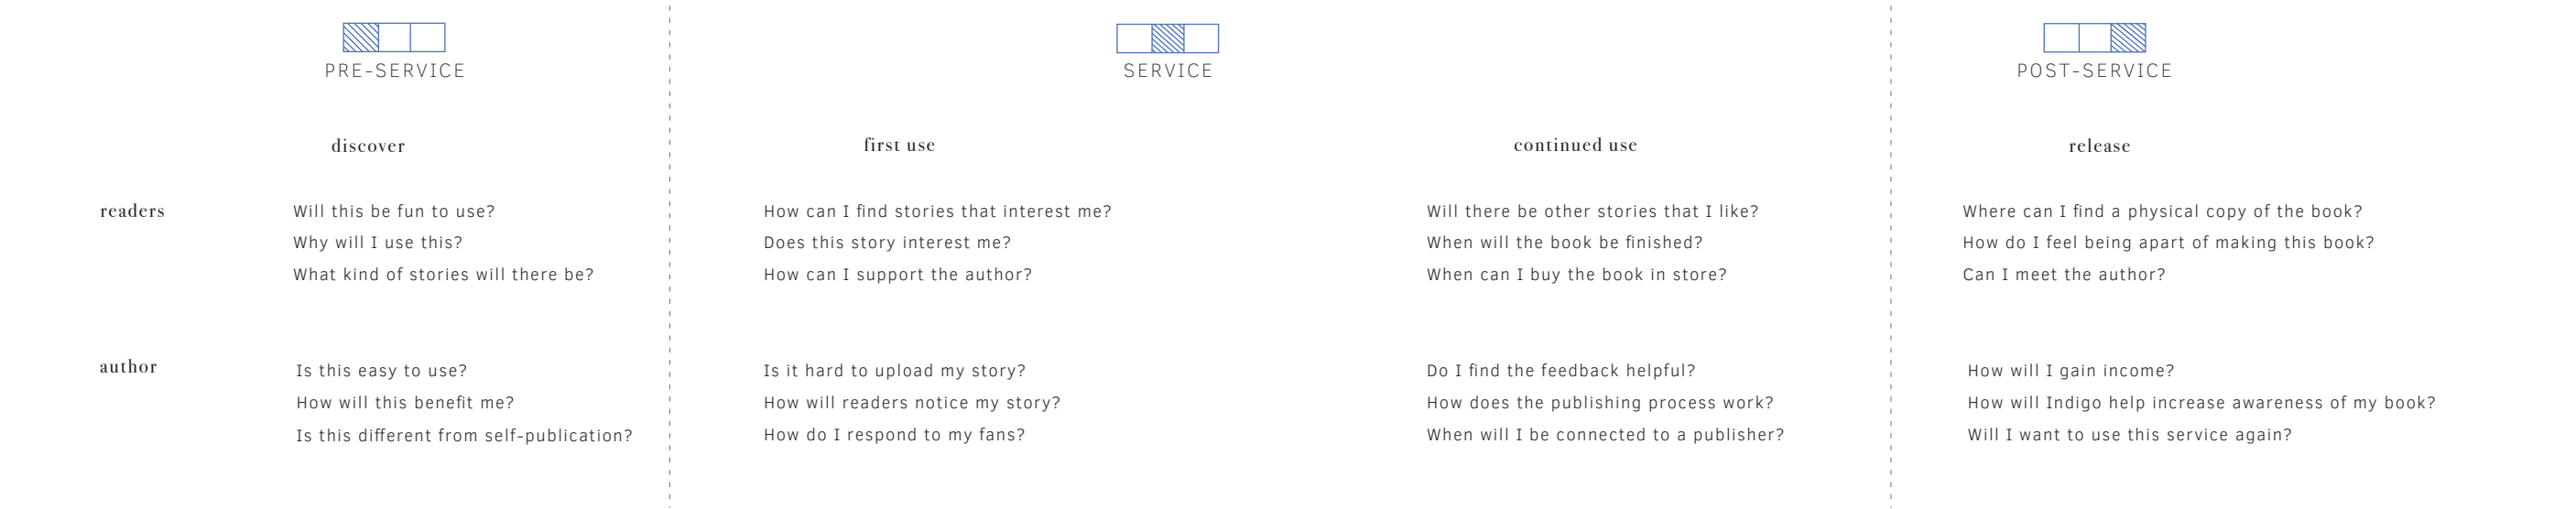 PRE-SERVICE
SERVICE
POST-SERVICE
discover
first use
continued use
release
readers
Will this be fun to use?
Why will I use this?
What kind of stories will there be?
How can I find stories that interest me?
Does this story interest me?
How can I support the author?
Will there be other stories that I like?
When will the book be finished?
When can I buy the book in store?
Where can I find a physical copy of the book?
How do I feel being apart of making this book?
Can I meet the author?
author
Is this easy to use?
How will this benefit me?
Is this different from self-publication?
Is it hard to upload my story?
How will readers notice my story?
How do I respond to my fans?
Do I find the feedback helpful?
How does the publishing process work?
When will I be connected to a publisher?
How will I gain income?
How will Indigo help increase awareness of my book?
Will I want to use this service again?